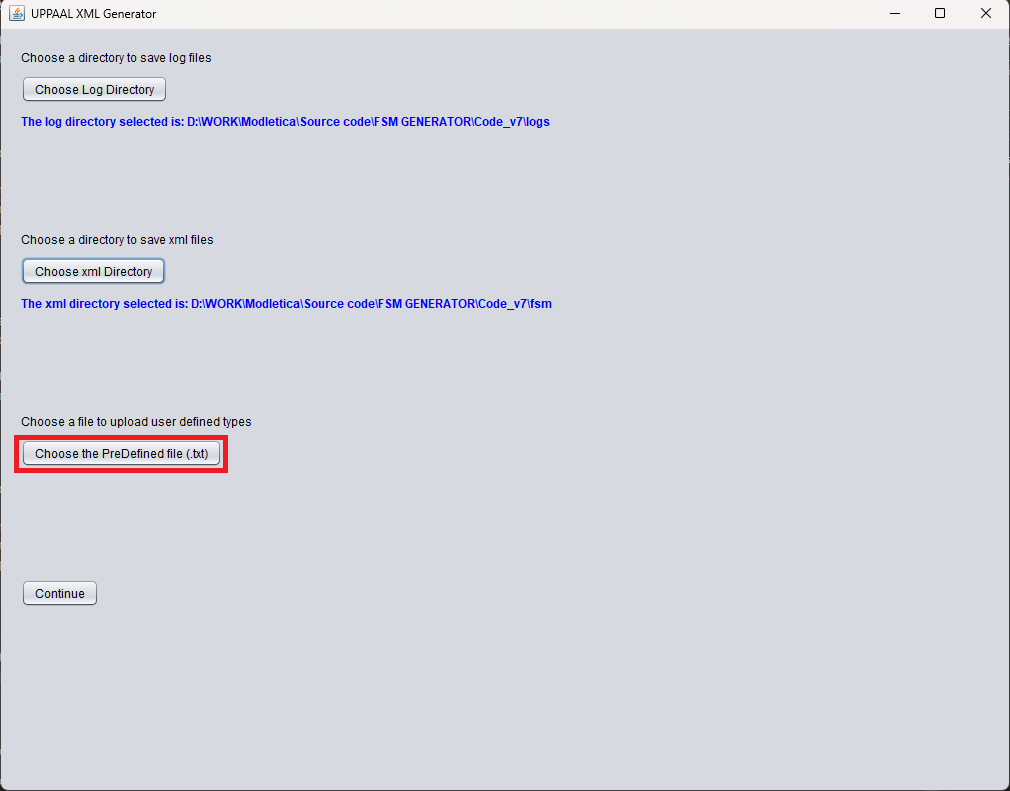 UPPAAL XML Generator
Choose a directory to save log files
Choose Log Directory
The log directory selected is: D:\WORK\Modletica\Source code\FSM GENERATOR\Code_v7\logs
Choose a directory to save xml files
Choose xml Directory
The xml directory selected is: D:\WORK\Modletica\Source code\FSM GENERATOR\Code_v7\fsm
Choose a file to upload user defined types
Choose the PreDefined file (.txt)
Continue